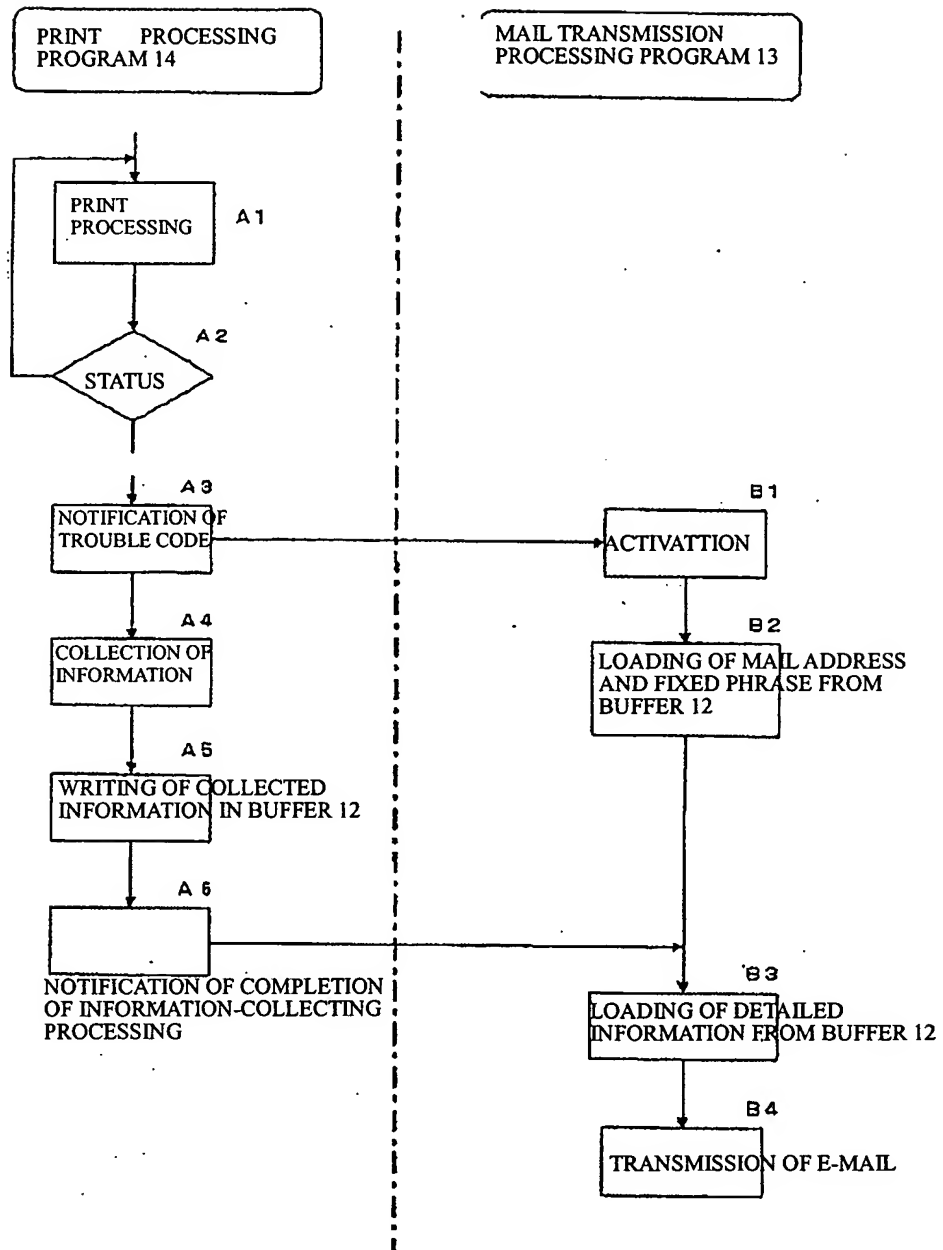 PRINT PROCESSING
PROGRAM 14
MAIL TRANSMISSION
PROCESSING PROGRAM 13
PRINT
PROCESSING
A1
A2
STATUS
A3
NOTIFICATION OF
TROUBLE CODE
B1
ACTIVATTION
A4
COLLECTION OF
INFORMATION
B2
LOADING OF MAIL ADDRESS
AND FIXED PHRASE FROM
BUFFER 12
A5
WRITING OF COLLECTED
INFORMATION IN BUFFER 12
A6
NOTIFICATION OF COMPLETION
OF INFORMATION-COLLECTING
PROCESSING
B3
LOADING OF DETAILED
INFORMATION FROM BUFFER 12
B4
TRANSMISSION OF E-MAIL